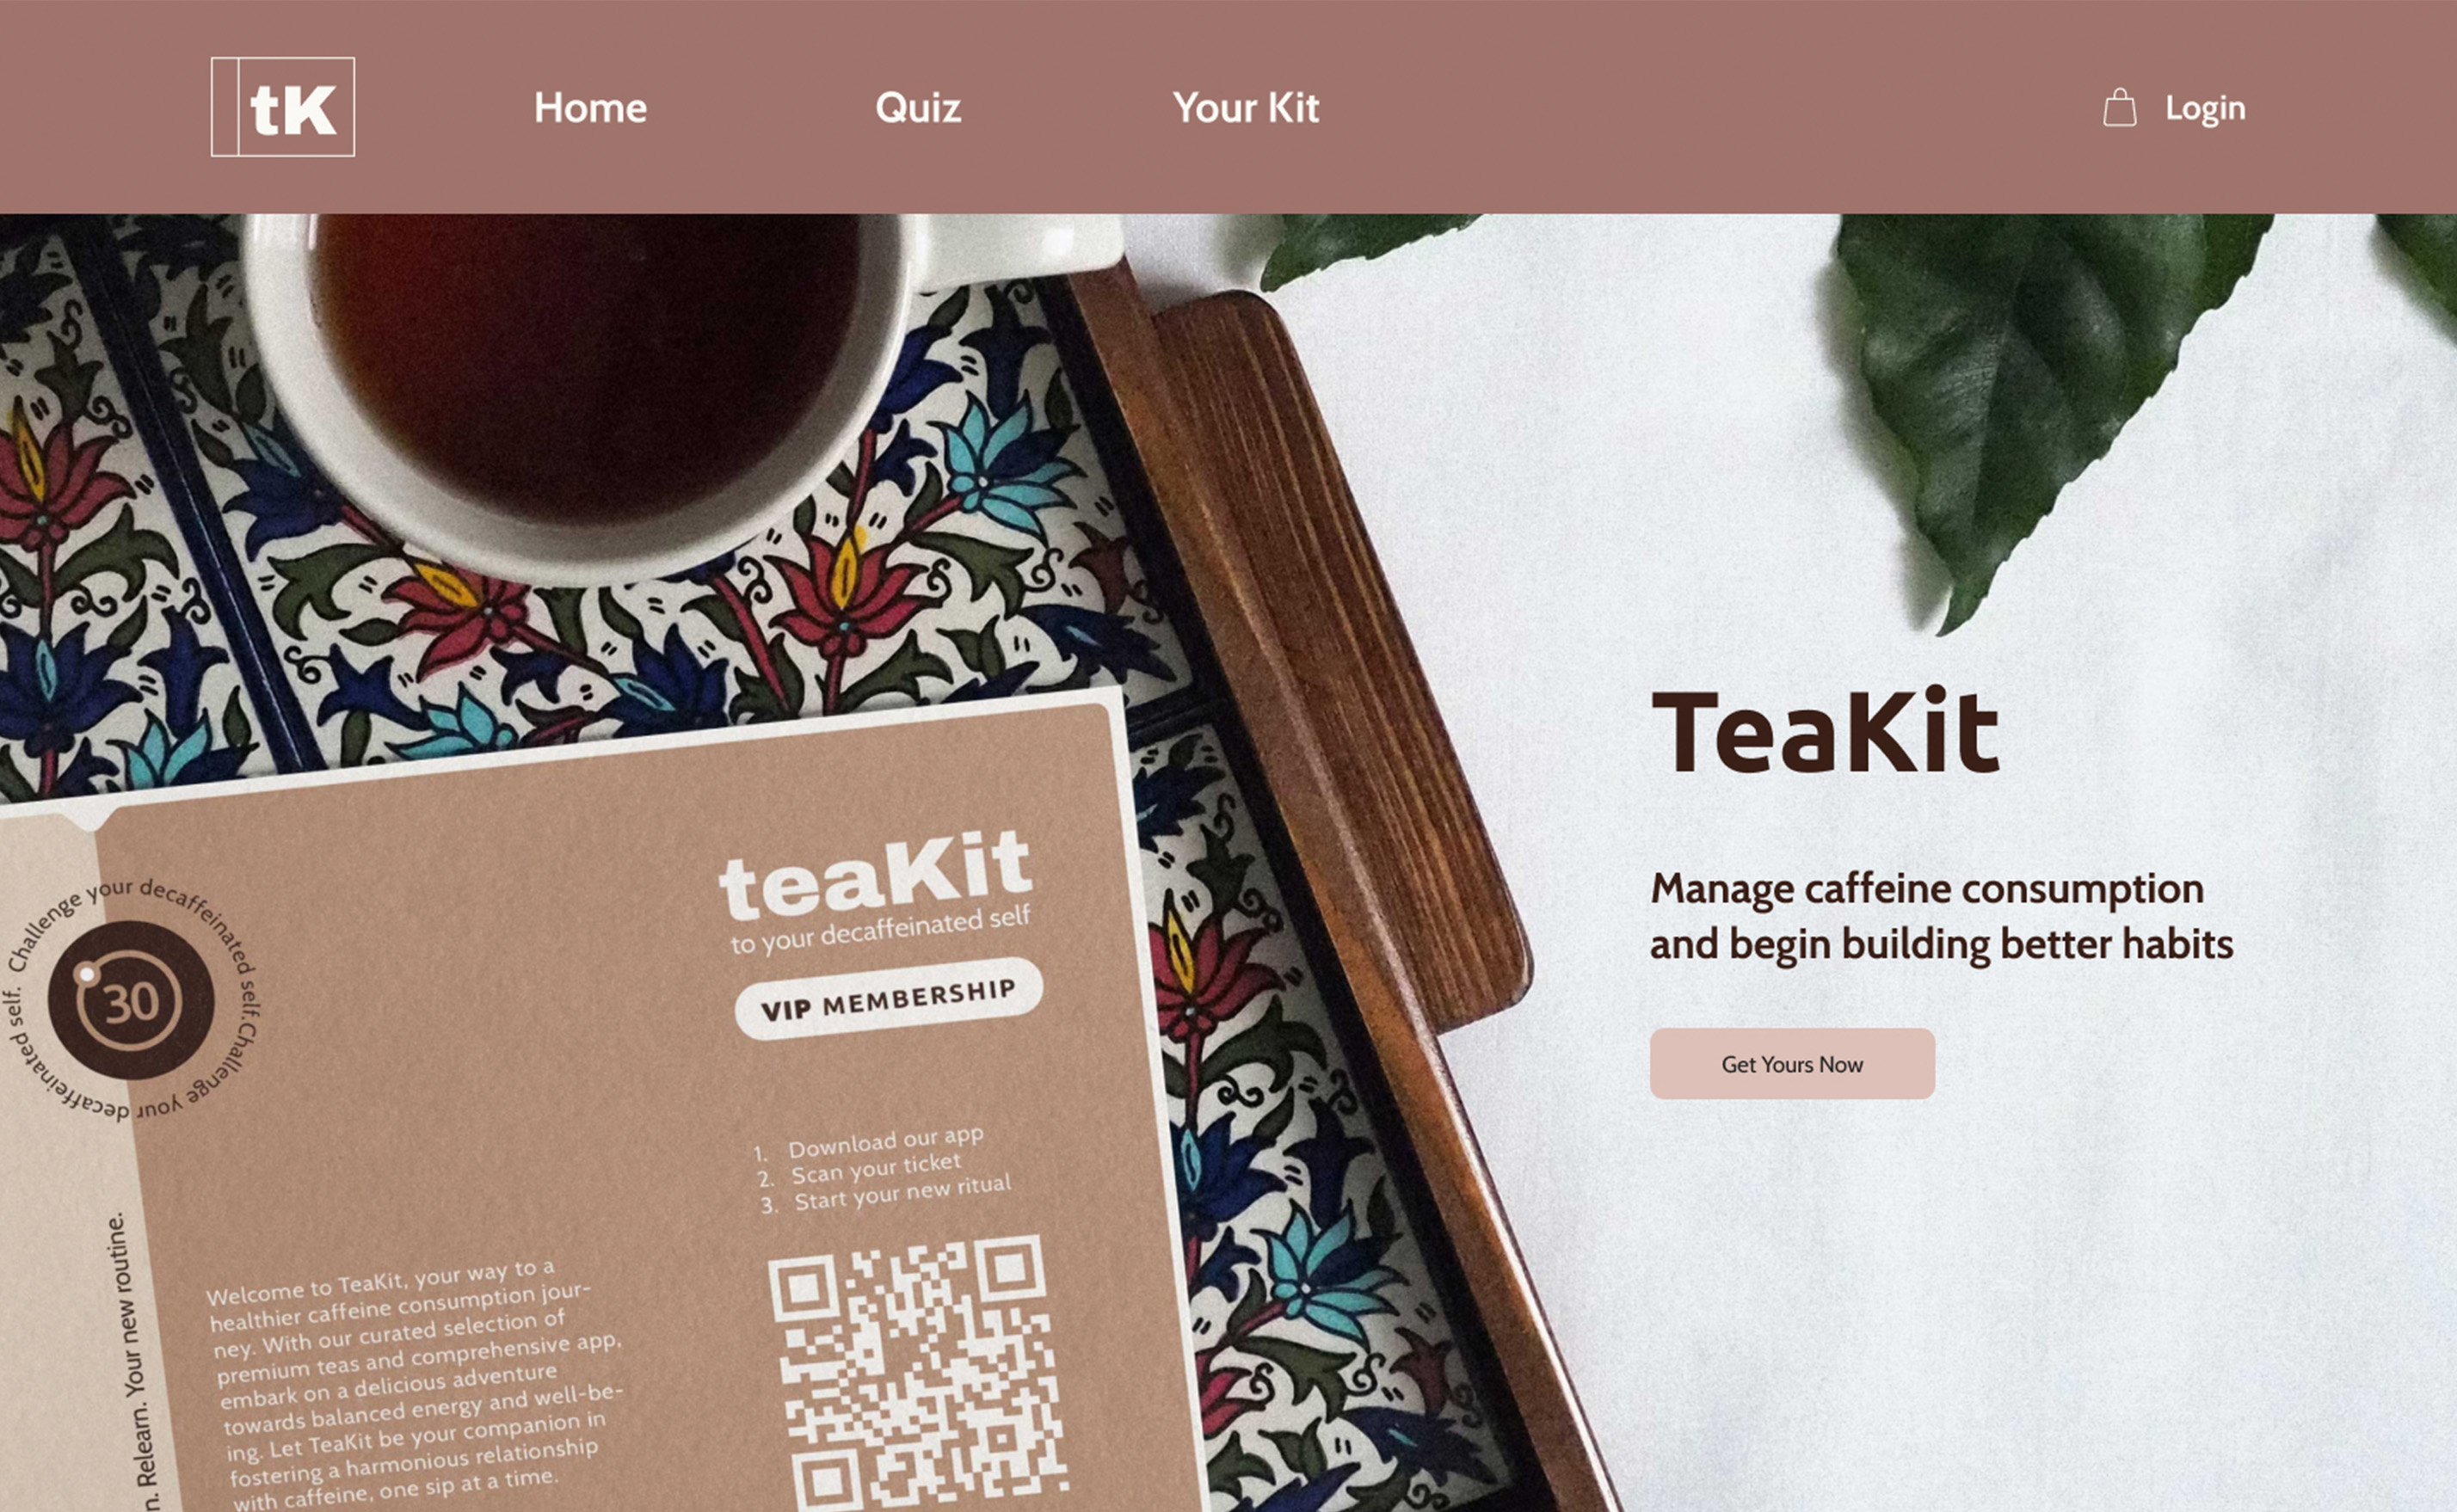 tK
Home
Quiz
Your Kit
Login
TeaKit
Manage caffeine consumption
and begin building better habits
Get Yours Now
teaKit
to your decaffeinated self
VIP MEMBERSHIP
Challenge your decaffeinated self.Challenge your decaffeinated self.
30
1. Download our app
2. Scan your ticket
3. Start your new ritual
Relearn. Your new routine.
Welcome to TeaKit, your way to a
healthier caffeine consumption jour-
ney. With our curated selection of
premium teas and comprehensive app,
embark on a delicious adventure
towards balanced energy and well-be-
ing. Let TeaKit be your companion in
fostering a harmonious relationship
with caffeine, one sip at a time.